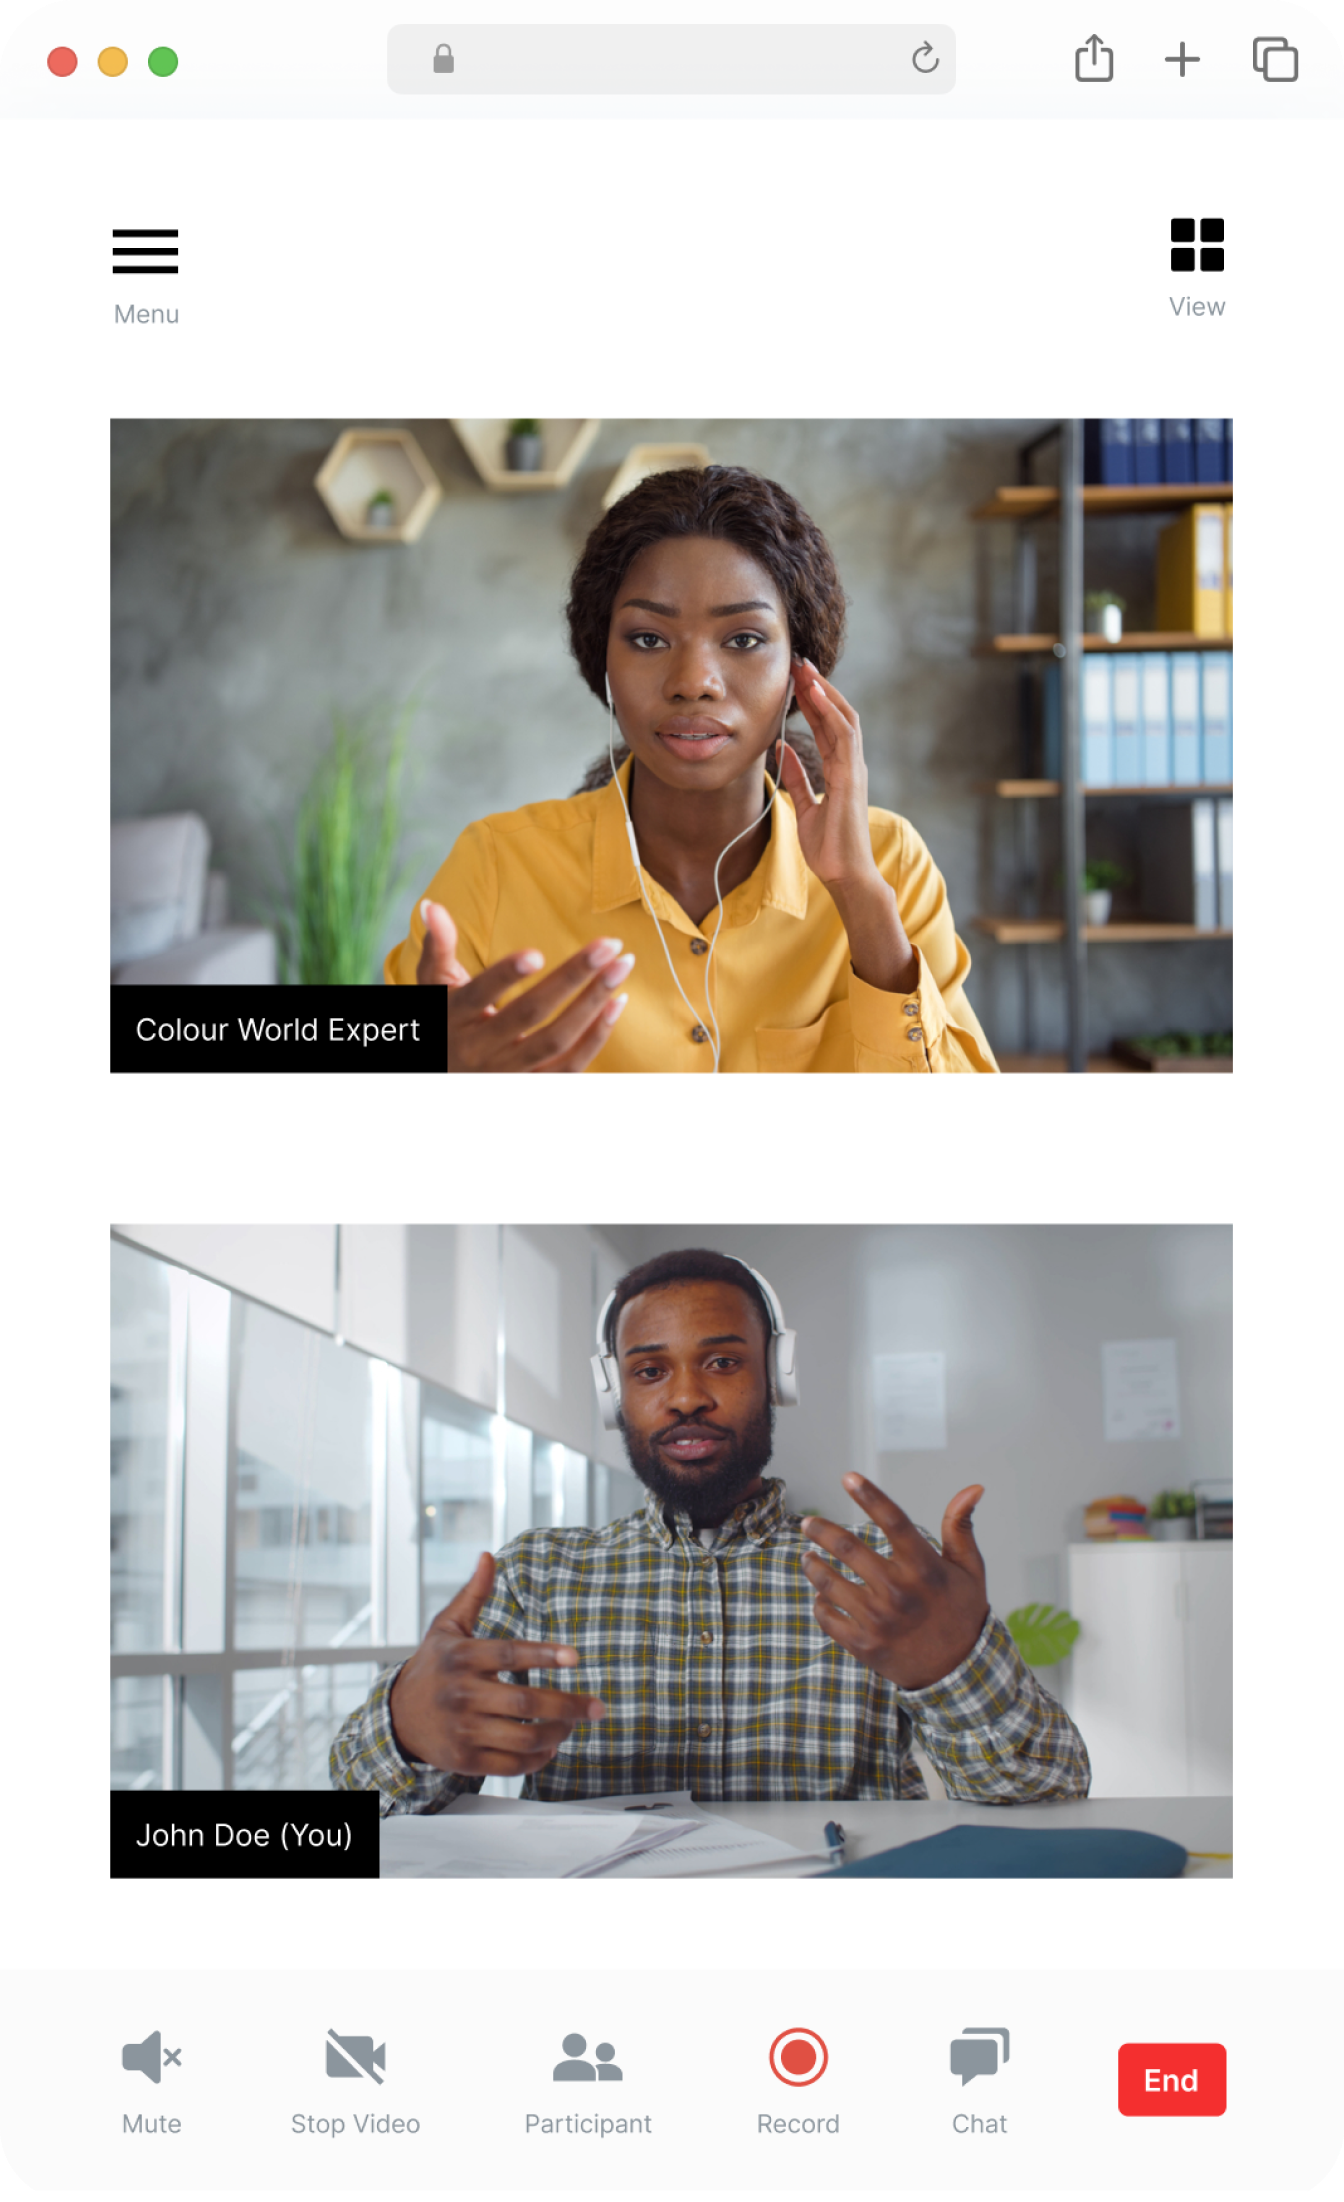 Menu
View
Colour World Expert
John Doe (You)
Mute
Stop Video
Participant
Record
Chat
End